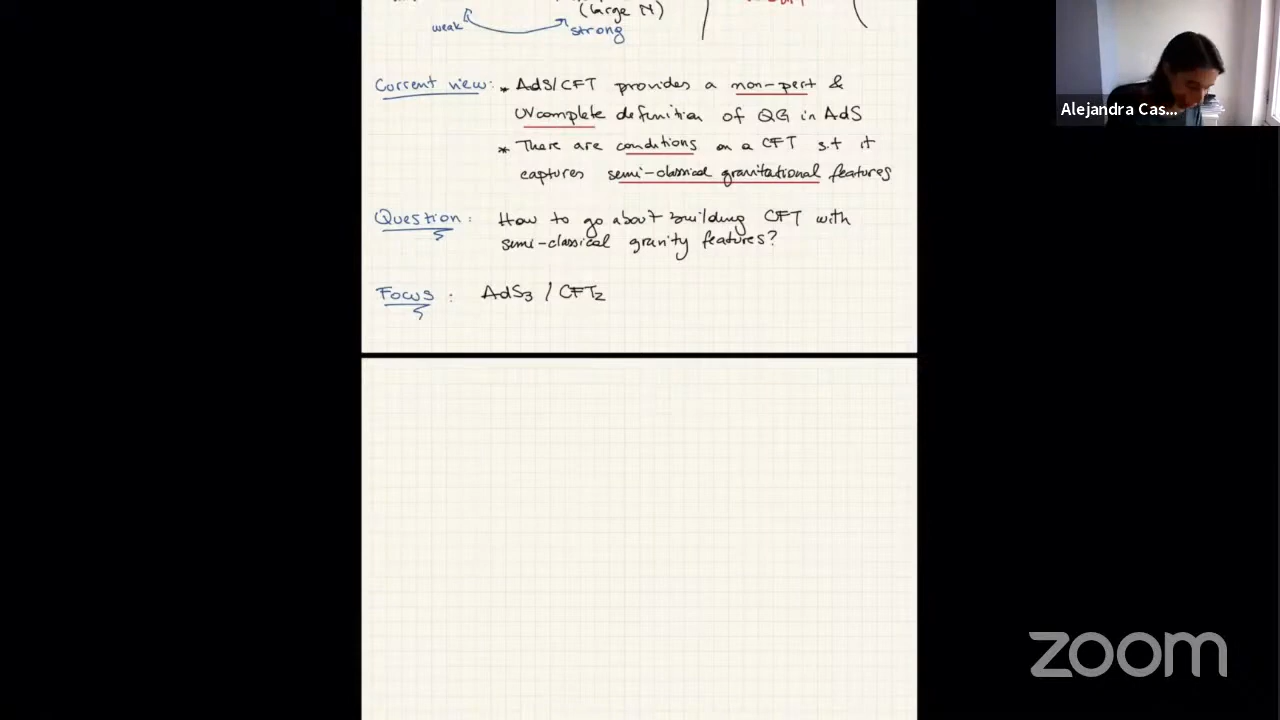 (large N)
weak
strong
Current view: * AdS/CFT provides a non-pert &
UV complete definition of QG in AdS
* There are conditions on a CFT s.t it
captures semi-classical gravitational features
Question: How to go about building CFT with
semi-classical gravity features?
Focus: AdS3 / CFT2
Alejandra Cas...
zoom